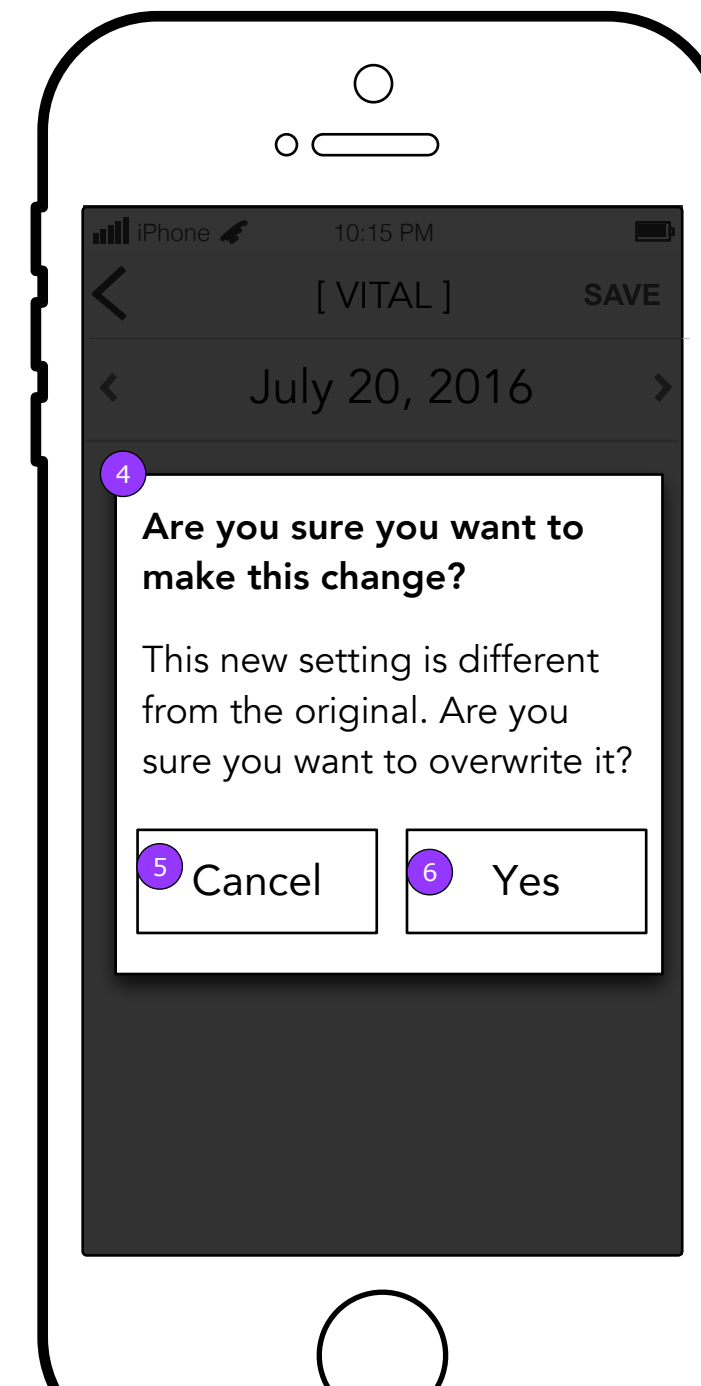 iPhone 10:15 PM
[ VITAL ] SAVE
July 20, 2016
4
Are you sure you want to
make this change?
This new setting is different
from the original. Are you
sure you want to overwrite it?
5 Cancel 6 Yes